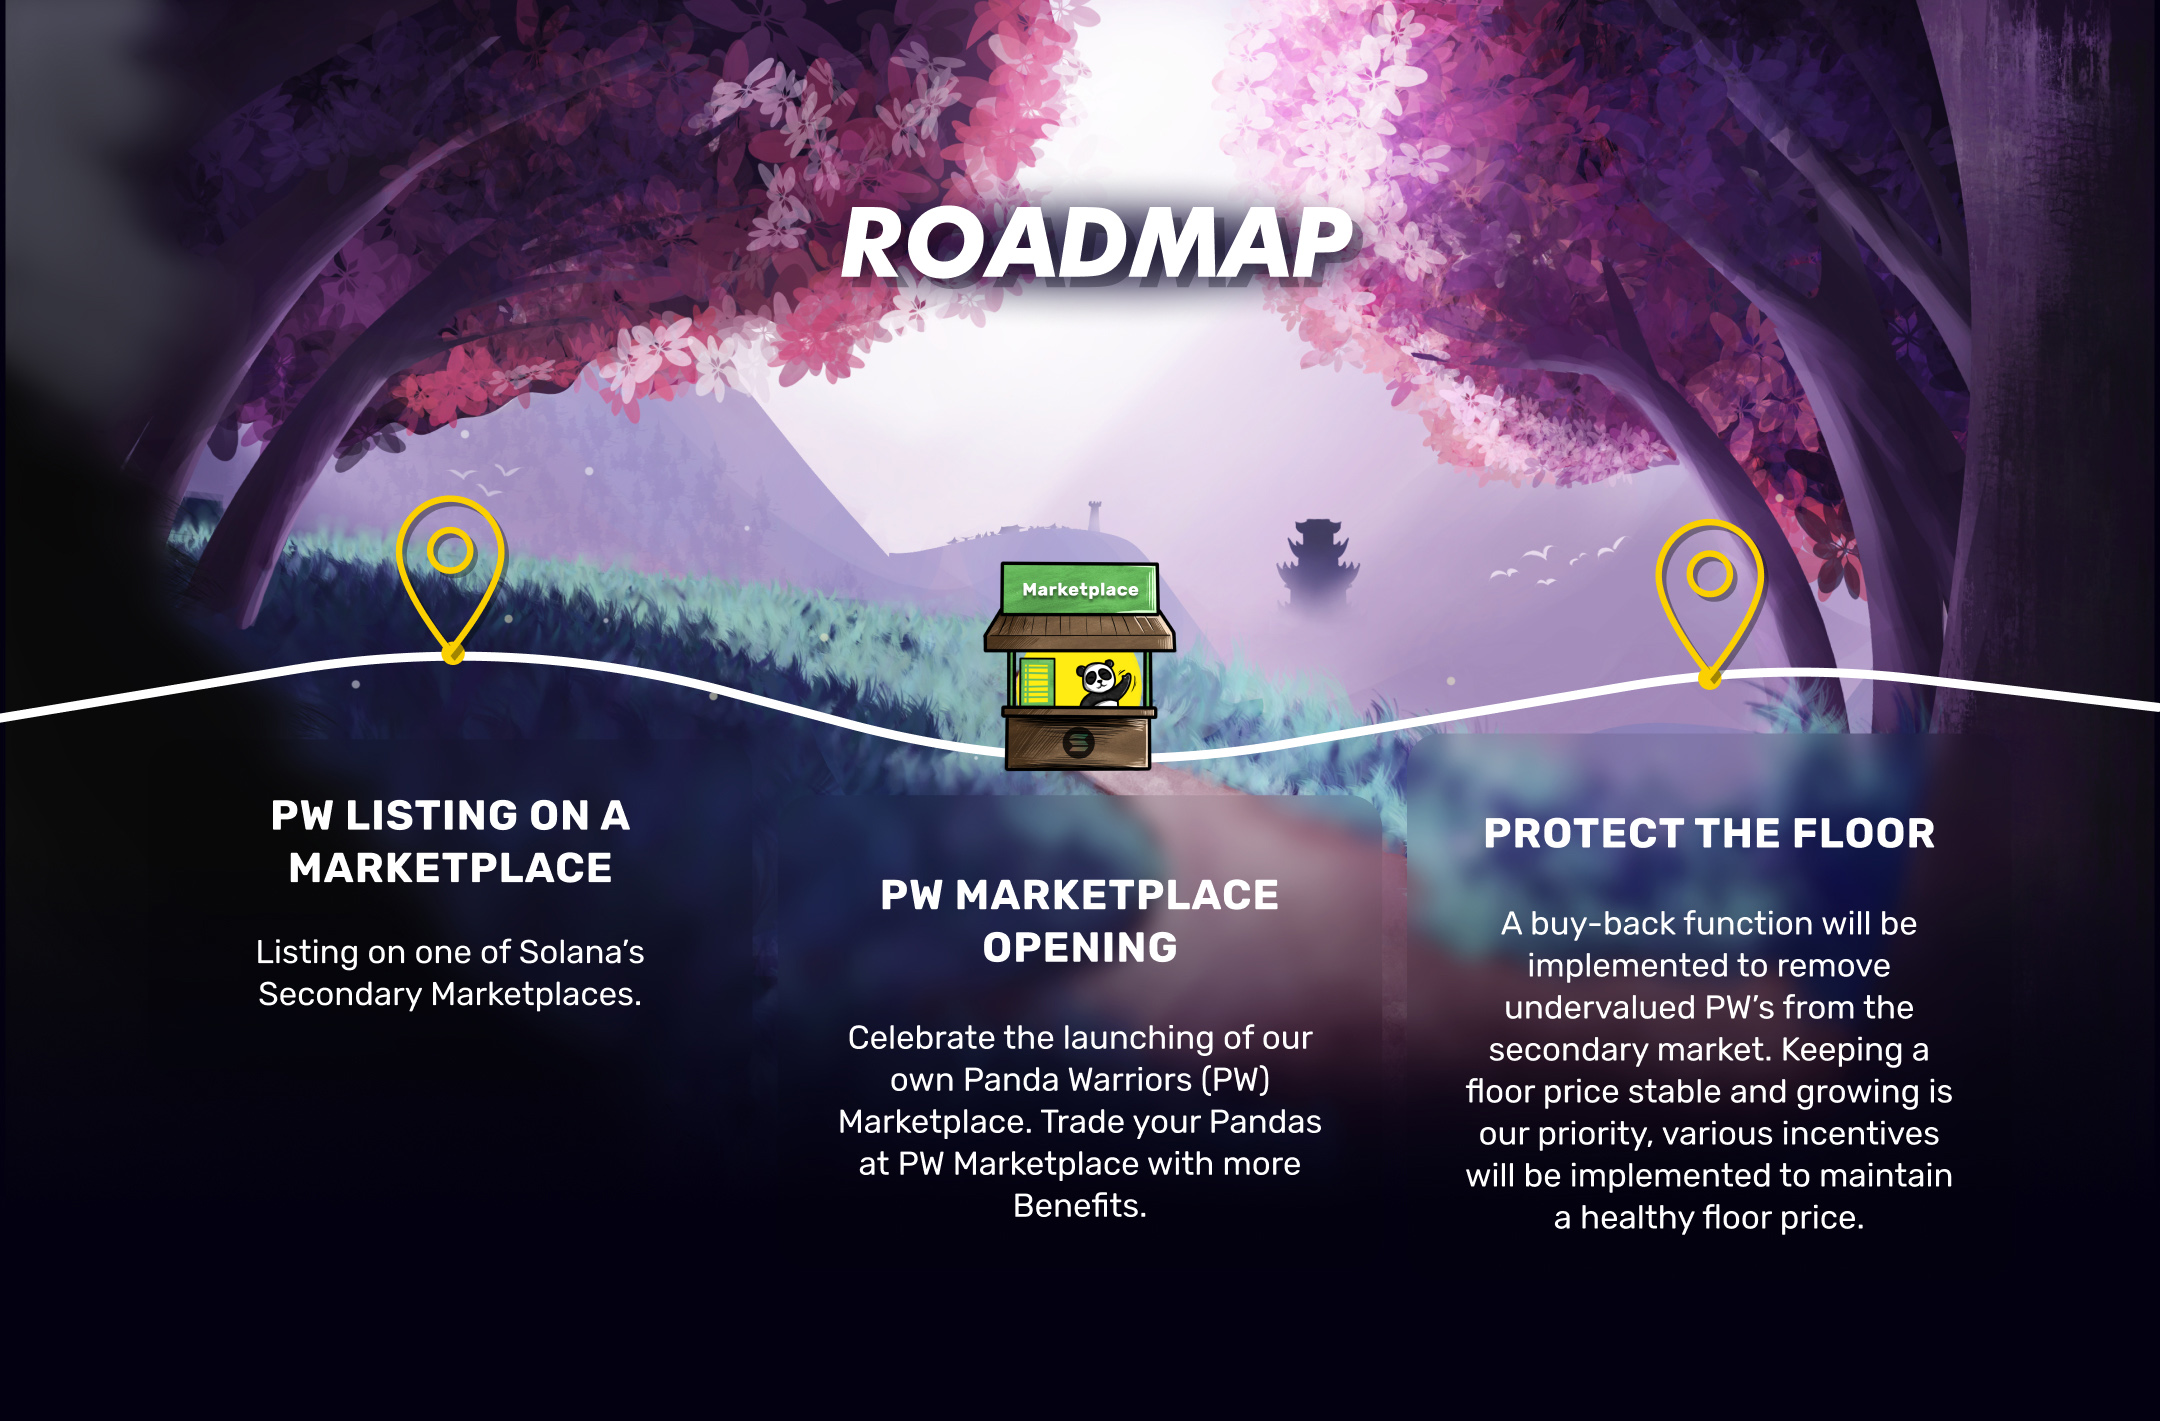 ROADMAP
Marketplace
PW LISTING ON A
MARKETPLACE
Listing on one of Solana’s
Secondary Marketplaces.
PW MARKETPLACE
OPENING
Celebrate the launching of our
own Panda Warriors (PW)
Marketplace. Trade your Pandas
at PW Marketplace with more
Benefits.
PROTECT THE FLOOR
A buy-back function will be
implemented to remove
undervalued PW’s from the
secondary market. Keeping a
floor price stable and growing is
our priority, various incentives
will be implemented to maintain
a healthy floor price.